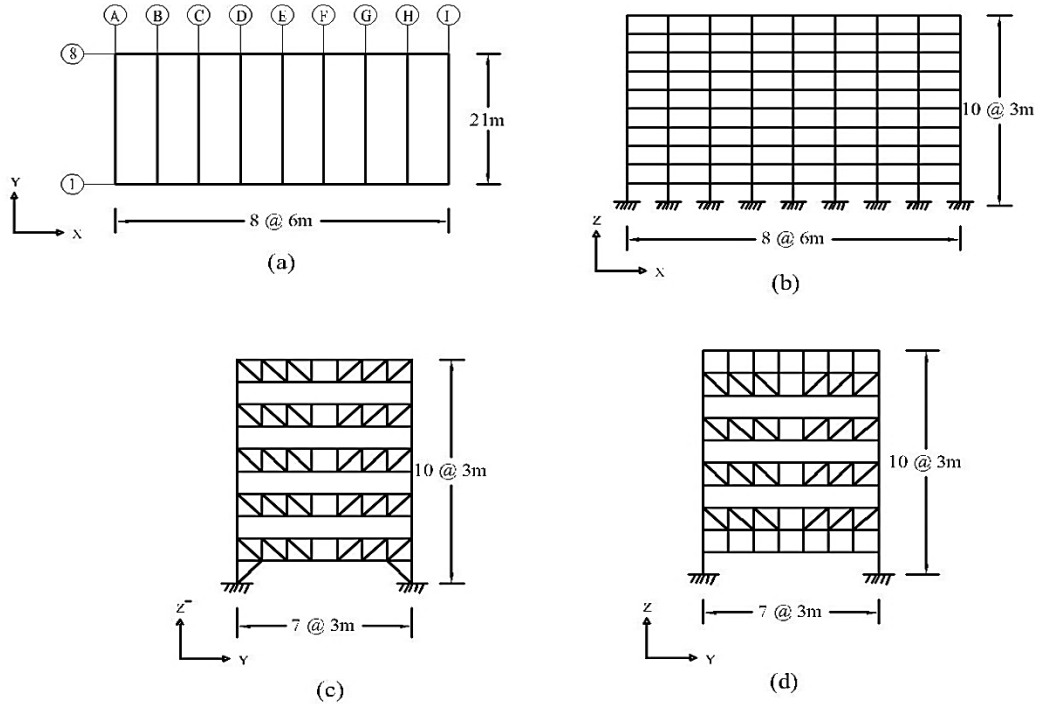 A B C D E F G H I
8
21m
1
Y
X
8 @ 6m
(a)
10 @ 3m
Z
X
8 @ 6m
(b)
10 @ 3m
Z
Y
7 @ 3m
(c)
10 @ 3m
Z
Y
7 @ 3m
(d)